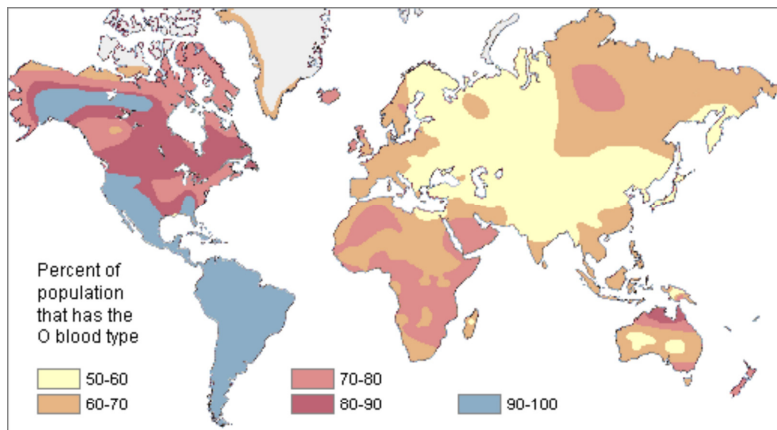 Percent of
population
that has the
O blood type
50-60
70-80
60-70
80-90
90-100